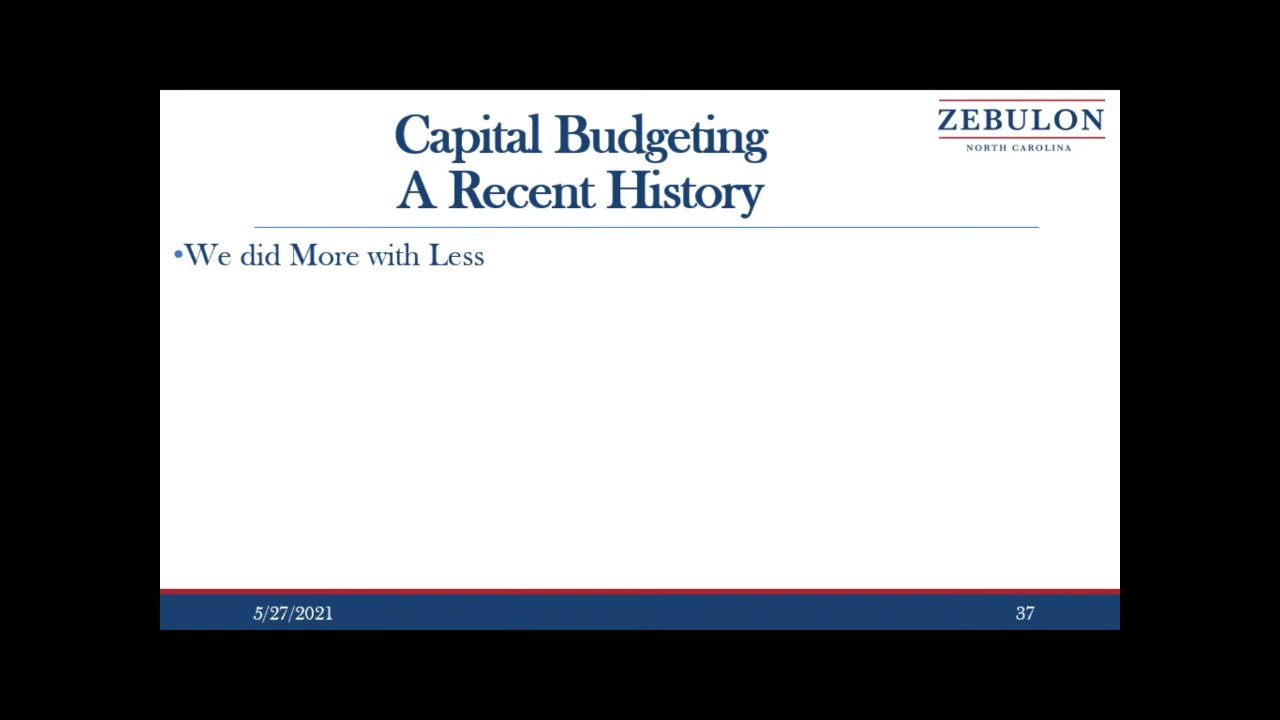 Capital Budgeting
A Recent History
ZEBULON
NORTH CAROLINA
•We did More with Less
5/27/2021
37